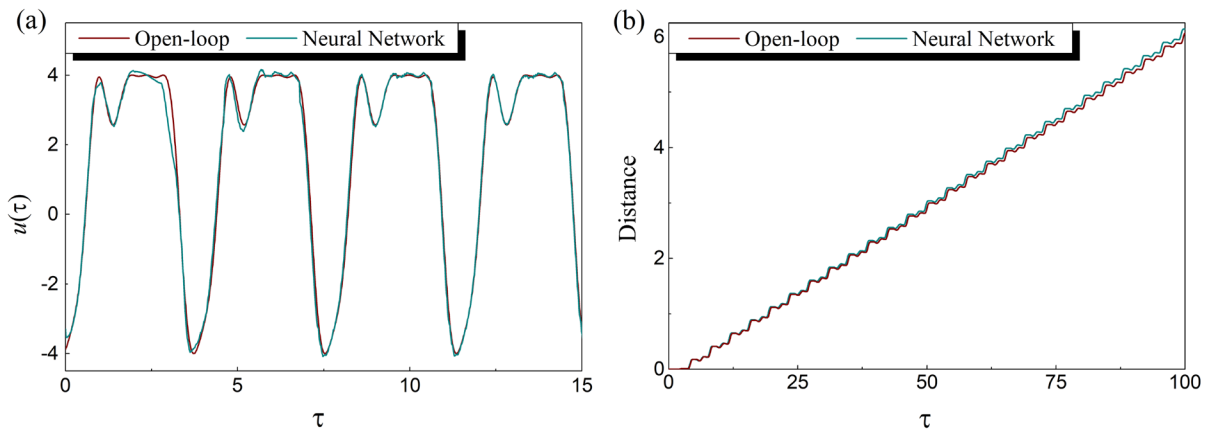 (a)
Open-loop Neural Network
4
2
0
-2
-4
u(τ)
0 5 10 15
τ
(b)
Open-loop Neural Network
6
4
2
0
Distance
0 25 50 75 100
τ